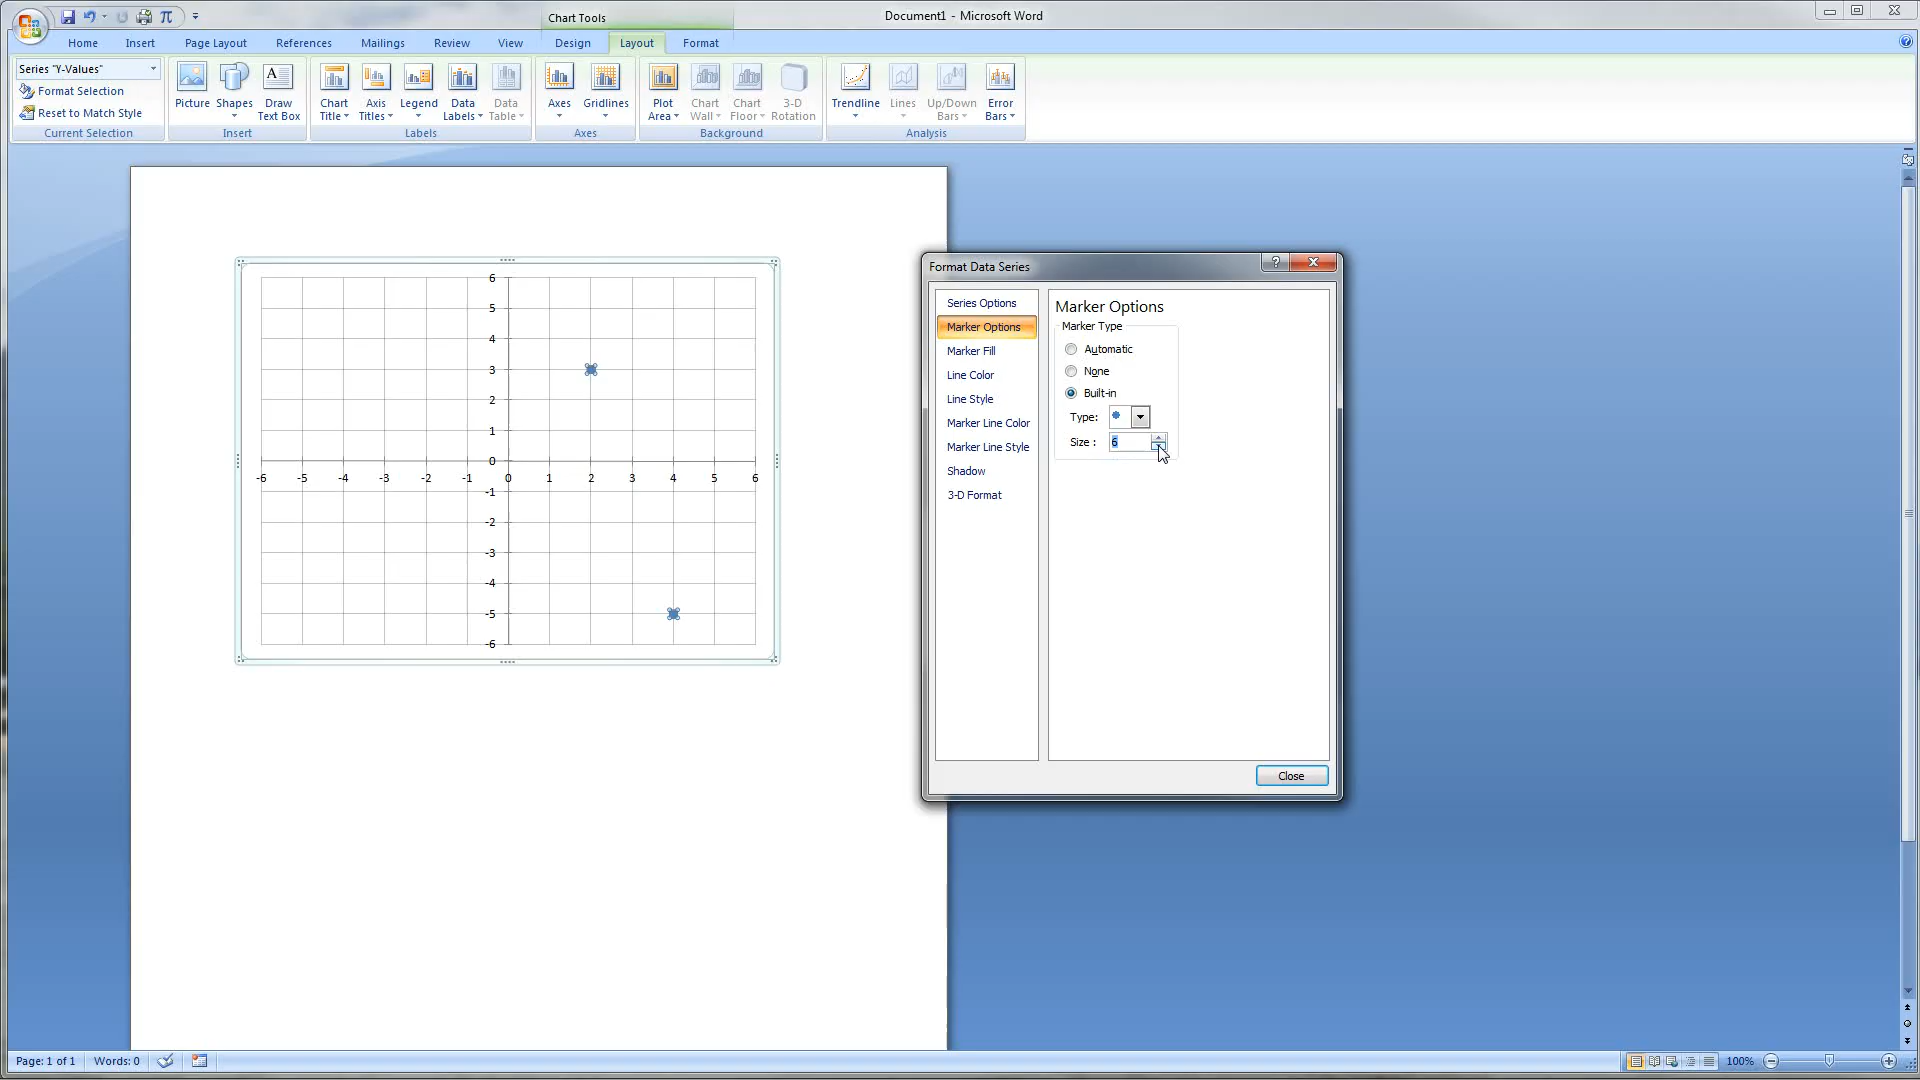 Chart Tools
Document1 - Microsoft Word
Home Insert Page Layout References Mailings Review View Design Layout Format
Series "Y-Values"
Format Selection
Reset to Match Style
Current Selection
Picture Shapes Draw Text Box
Insert
Chart Title Axis Titles Legend Data Labels Data Table
Labels
Axes Gridlines
Axes
Plot Area Chart Wall Chart Floor 3-D Rotation
Background
Trendline Lines Up/Down Bars Error Bars
Analysis
6
5
4
3
2
1
0
-6 -5 -4 -3 -2 -1 0 1 2 3 4 5 6
-1
-2
-3
-4
-5
-6
Format Data Series
Series Options
Marker Options
Marker Fill
Line Color
Line Style
Marker Line Color
Marker Line Style
Shadow
3-D Format
Marker Options
Marker Type
Automatic
None
Built-in
Type:
Size : 6
Close
Page: 1 of 1 Words: 0
100%